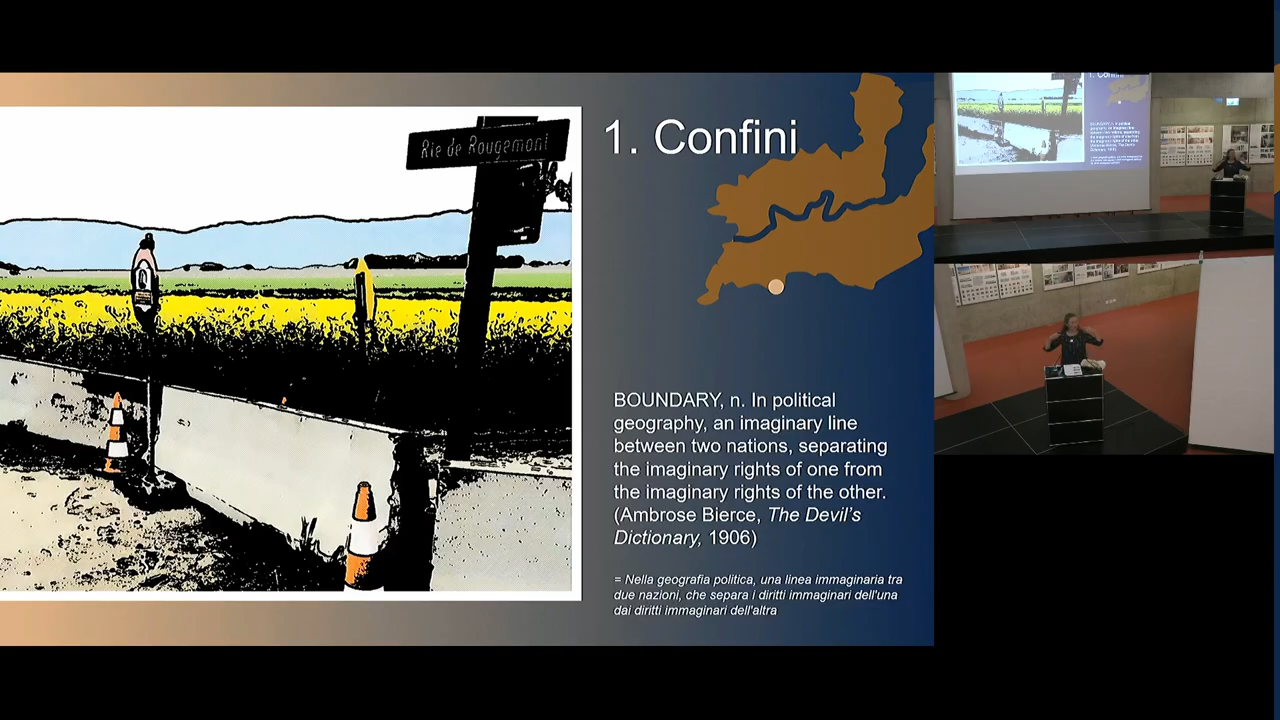 Rte de Rougemont
1. Confini
BOUNDARY, n. In political
geography, an imaginary line
between two nations, separating
the imaginary rights of one from
the imaginary rights of the other.
(Ambrose Bierce, The Devil's
Dictionary, 1906)
= Nella geografia politica, una linea immaginaria tra
due nazioni, che separa i diritti immaginari dell'una
dai diritti immaginari dell'altra